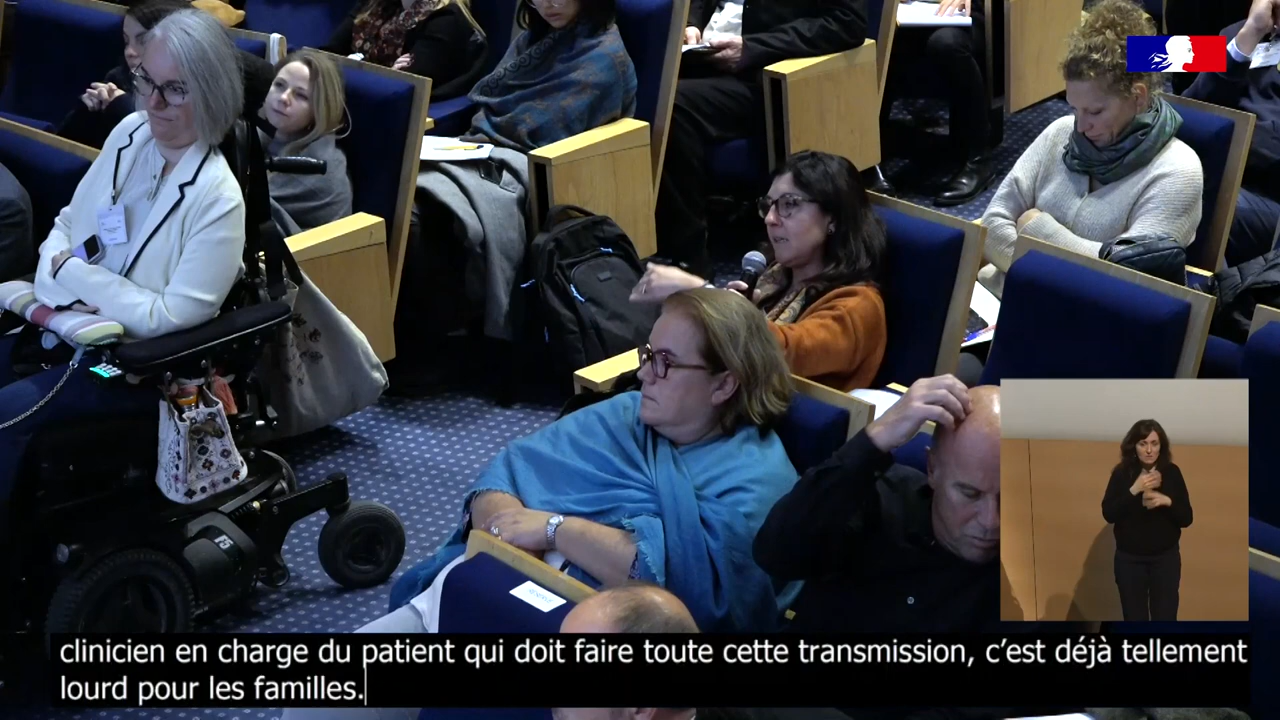 clinicien en charge du patient qui doit faire toute cette transmission, c’est déjà tellement
lourd pour les familles.